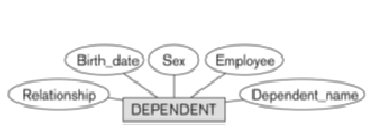 Birth_date Sex Employee
Relationship Dependent_name
DEPENDENT